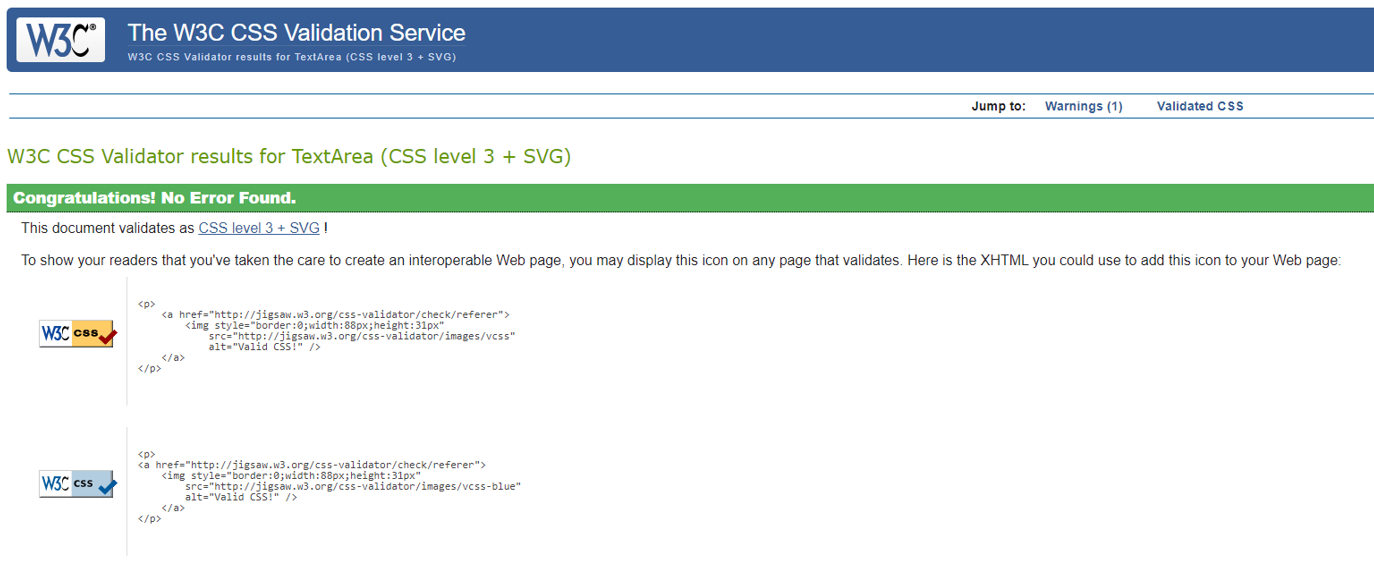 W3C® The W3C CSS Validation Service
W3C CSS Validator results for TextArea (CSS level 3 + SVG)
Jump to: Warnings (1) Validated CSS
W3C CSS Validator results for TextArea (CSS level 3 + SVG)
Congratulations! No Error Found.
This document validates as CSS level 3 + SVG !
To show your readers that you've taken the care to create an interoperable Web page, you may display this icon on any page that validates. Here is the XHTML you could use to add this icon to your Web page:
W3C css
<p>
<a href="http://jigsaw.w3.org/css-validator/check/referer">
<img style="border:0;width:88px;height:31px"
src="http://jigsaw.w3.org/css-validator/images/vcss"
alt="Valid CSS!" />
</a>
</p>
W3C css
<p>
<a href="http://jigsaw.w3.org/css-validator/check/referer">
<img style="border:0;width:88px;height:31px"
src="http://jigsaw.w3.org/css-validator/images/vcss-blue"
alt="Valid CSS!" />
</a>
</p>